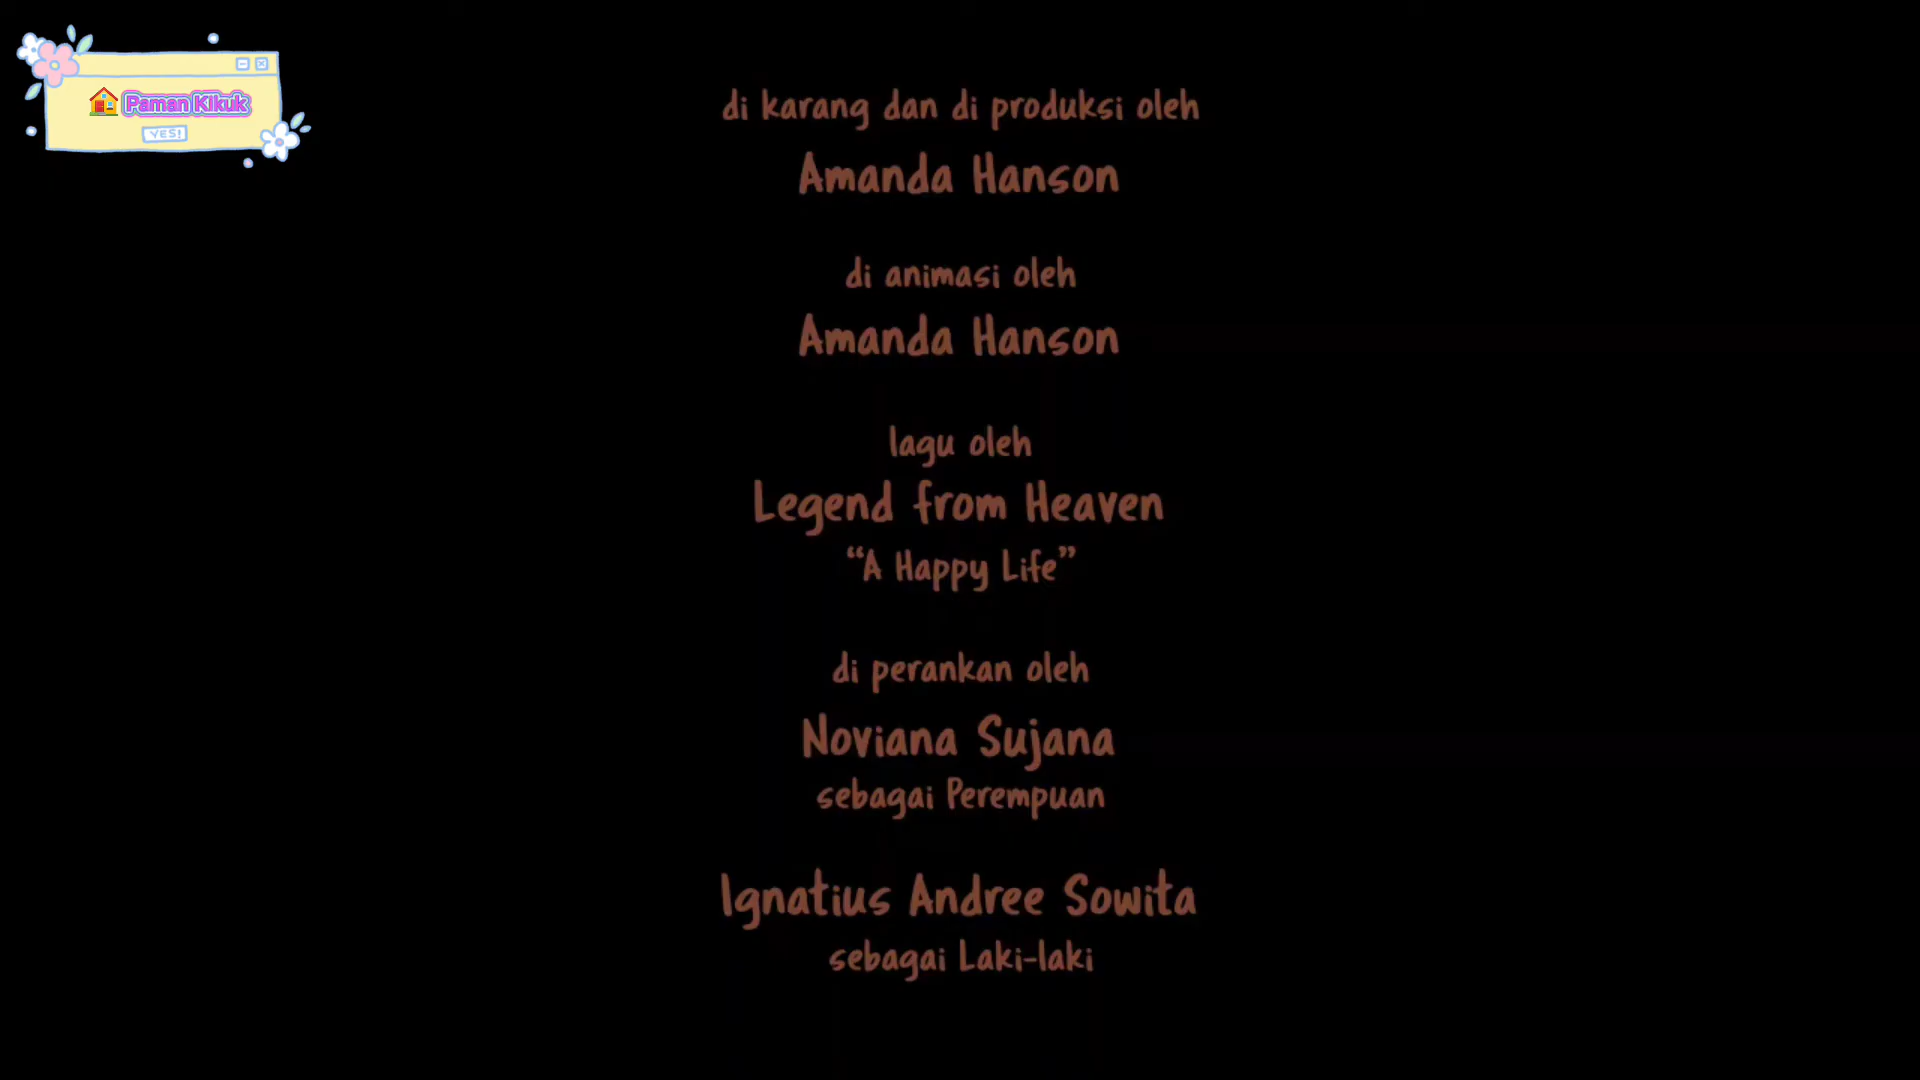 Paman Kikuk
YES!
di karang dan di produksi oleh
Amanda Hanson
di animasi oleh
Amanda Hanson
lagu oleh
Legend from Heaven
“A Happy Life”
di perankan oleh
Noviana Sujana
sebagai Perempuan
Ignatius Andree Sowita
sebagai Laki-laki